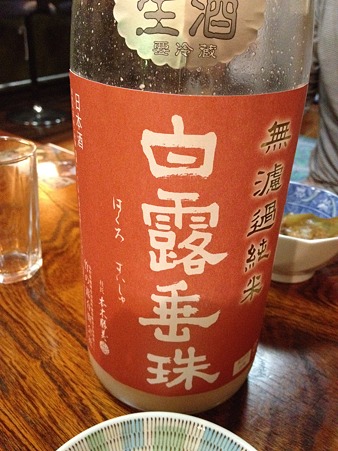 生酒
要冷蔵
無濾過純米
白露垂珠
はくろ すいしゅ
日本酒